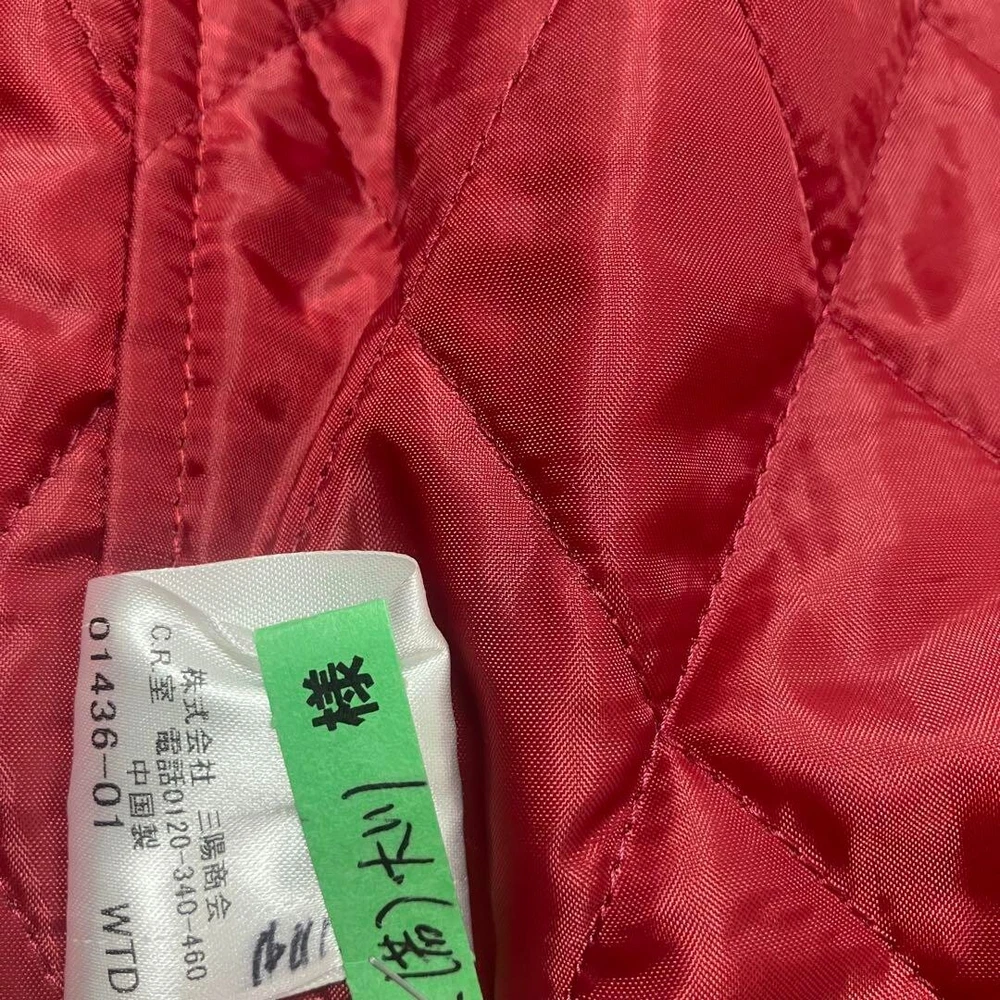 株式会社 三陽商会
C.R.室 電話0120-340-460
中国製
01436-01 WTD
様